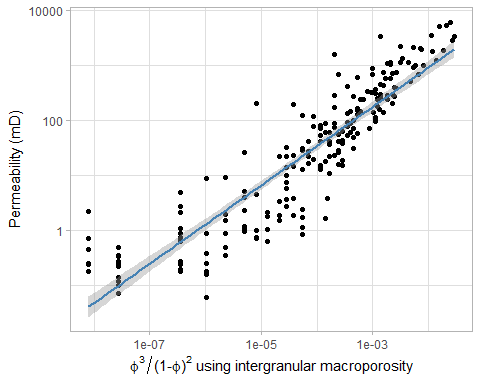 10000
100
1
Permeability (mD)
1e-07 1e-05 1e-03
ϕ³/(1-ϕ)² using intergranular macroporosity